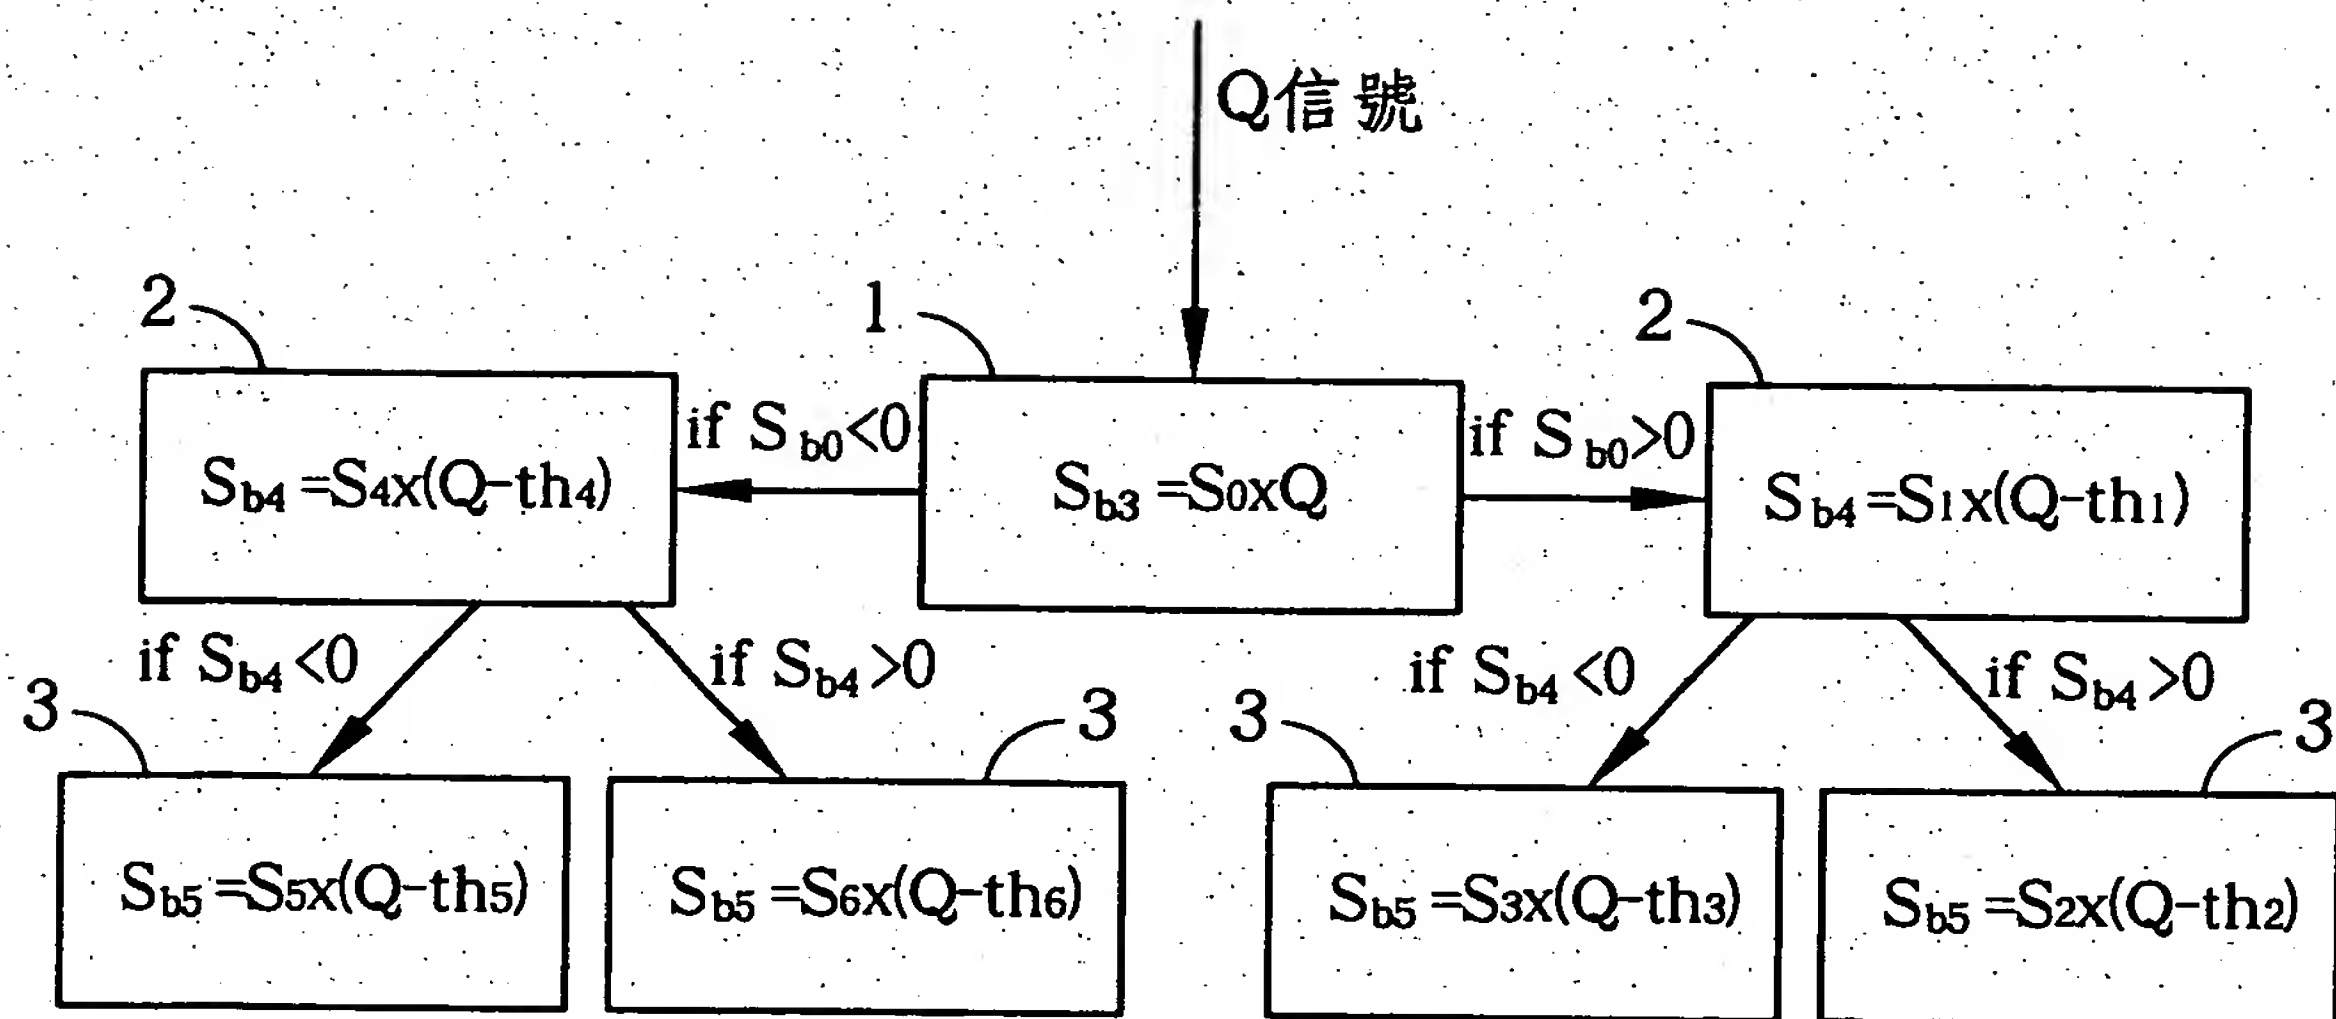 Q信號
2
1
2
if Sb0<0
if Sb0>0
Sb4=S4x(Q-th4)
Sb3=S0xQ
Sb4=S1x(Q-th1)
if Sb4<0
if Sb4>0
if Sb4<0
if Sb4>0
3
3
3
3
Sb5=S5x(Q-th5)
Sb5=S6x(Q-th6)
Sb5=S3x(Q-th3)
Sb5=S2x(Q-th2)